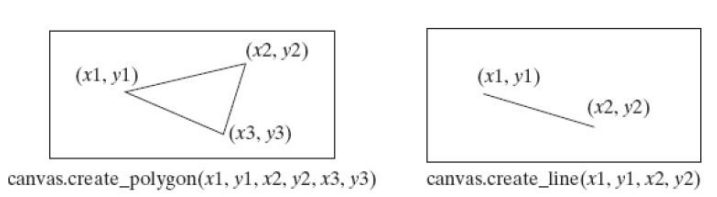 (x1, y1)
(x2, y2)
(x3, y3)
canvas.create_polygon(x1, y1, x2, y2, x3, y3)
(x1, y1)
(x2, y2)
canvas.create_line(x1, y1, x2, y2)